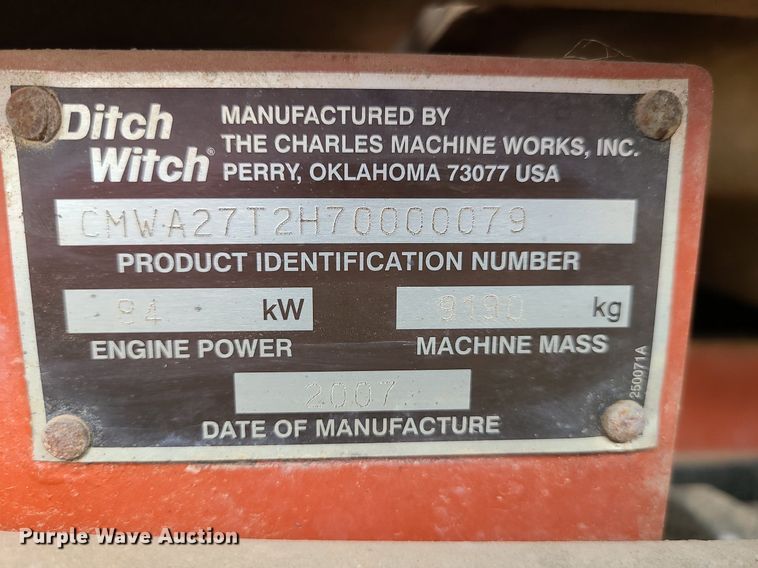 Ditch Witch®
MANUFACTURED BY
THE CHARLES MACHINE WORKS, INC.
PERRY, OKLAHOMA 73077 USA
CMWA27T2H70000079
PRODUCT IDENTIFICATION NUMBER
94 kW
ENGINE POWER
9190 kg
MACHINE MASS
2007
DATE OF MANUFACTURE
250071A
Purple Wave Auction